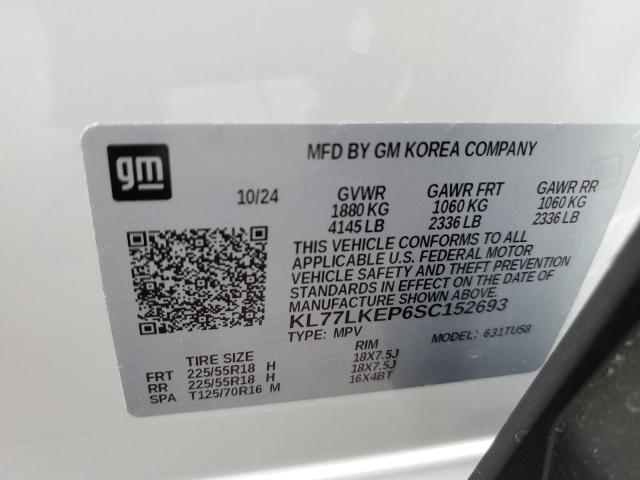 gm
MFD BY GM KOREA COMPANY
10/24 GVWR GAWR FRT GAWR RR
1880 KG 1060 KG 1060 KG
4145 LB 2336 LB 2336 LB
THIS VEHICLE CONFORMS TO ALL
APPLICABLE U.S. FEDERAL MOTOR
VEHICLE SAFETY AND THEFT PREVENTION
STANDARDS IN EFFECT ON THE DATE OF
MANUFACTURE SHOWN ABOVE.
KL77LKEP6SC152693
TYPE: MPV MODEL: 631TU58
TIRE SIZE RIM
FRT 225/55R18 H 18X7.5J
RR 225/55R18 H 18X7.5J
SPA T125/70R16 M 16X4BT